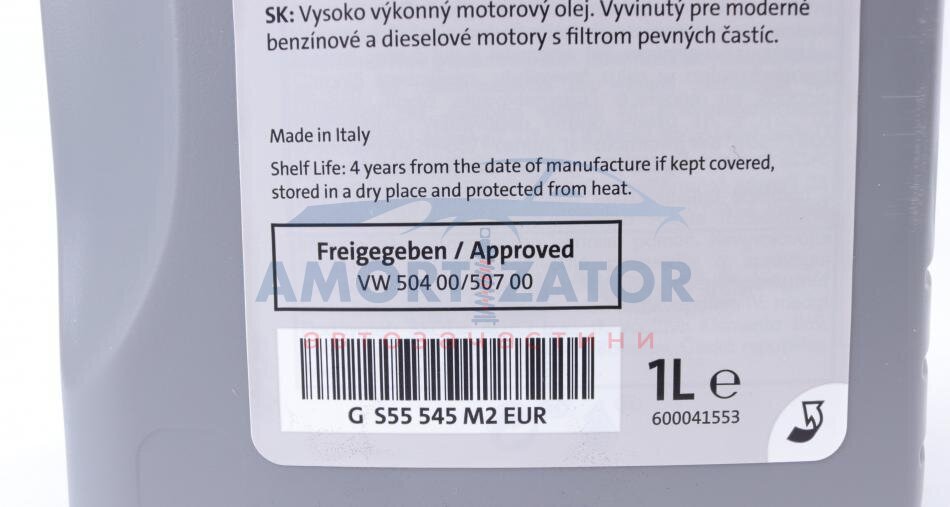 SK: Vysoko výkonný motorový olej. Vyvinutý pre moderné
benzínové a dieselové motory s filtrom pevných častíc.
Made in Italy
Shelf Life: 4 years from the date of manufacture if kept covered,
stored in a dry place and protected from heat.
Freigegeben / Approved
VW 504 00/507 00
AMORTIZATOR
автозапчастини
G S55 545 M2 EUR
1L ℮
600041553